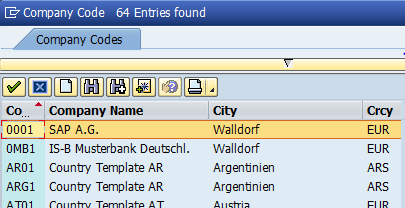 Company Code 64 Entries found
Company Codes
Co... Company Name City Crcy
0001 SAP A.G. Walldorf EUR
0MB1 IS-B Musterbank Deutschl. Walldorf EUR
AR01 Country Template AR Argentinien ARS
ARG1 Country Template AR Argentinien ARS
AT01 Country Template AT Austria EUR